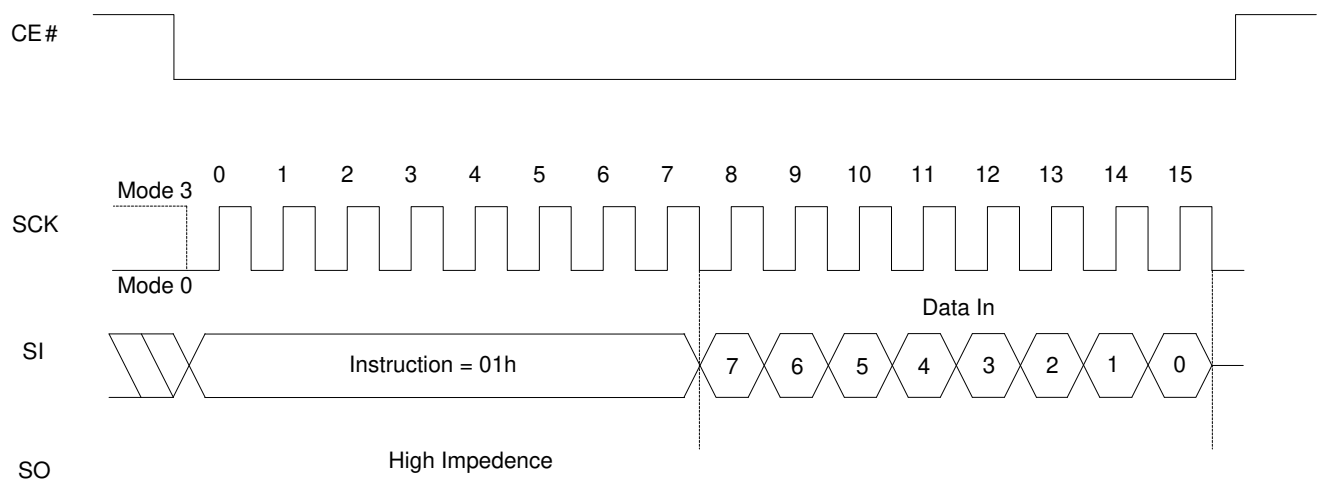 CE#
0 1 2 3 4 5 6 7 8 9 10 11 12 13 14 15
Mode 3
SCK
Mode 0
Data In
SI
Instruction = 01h
7 6 5 4 3 2 1 0
High Impedence
SO